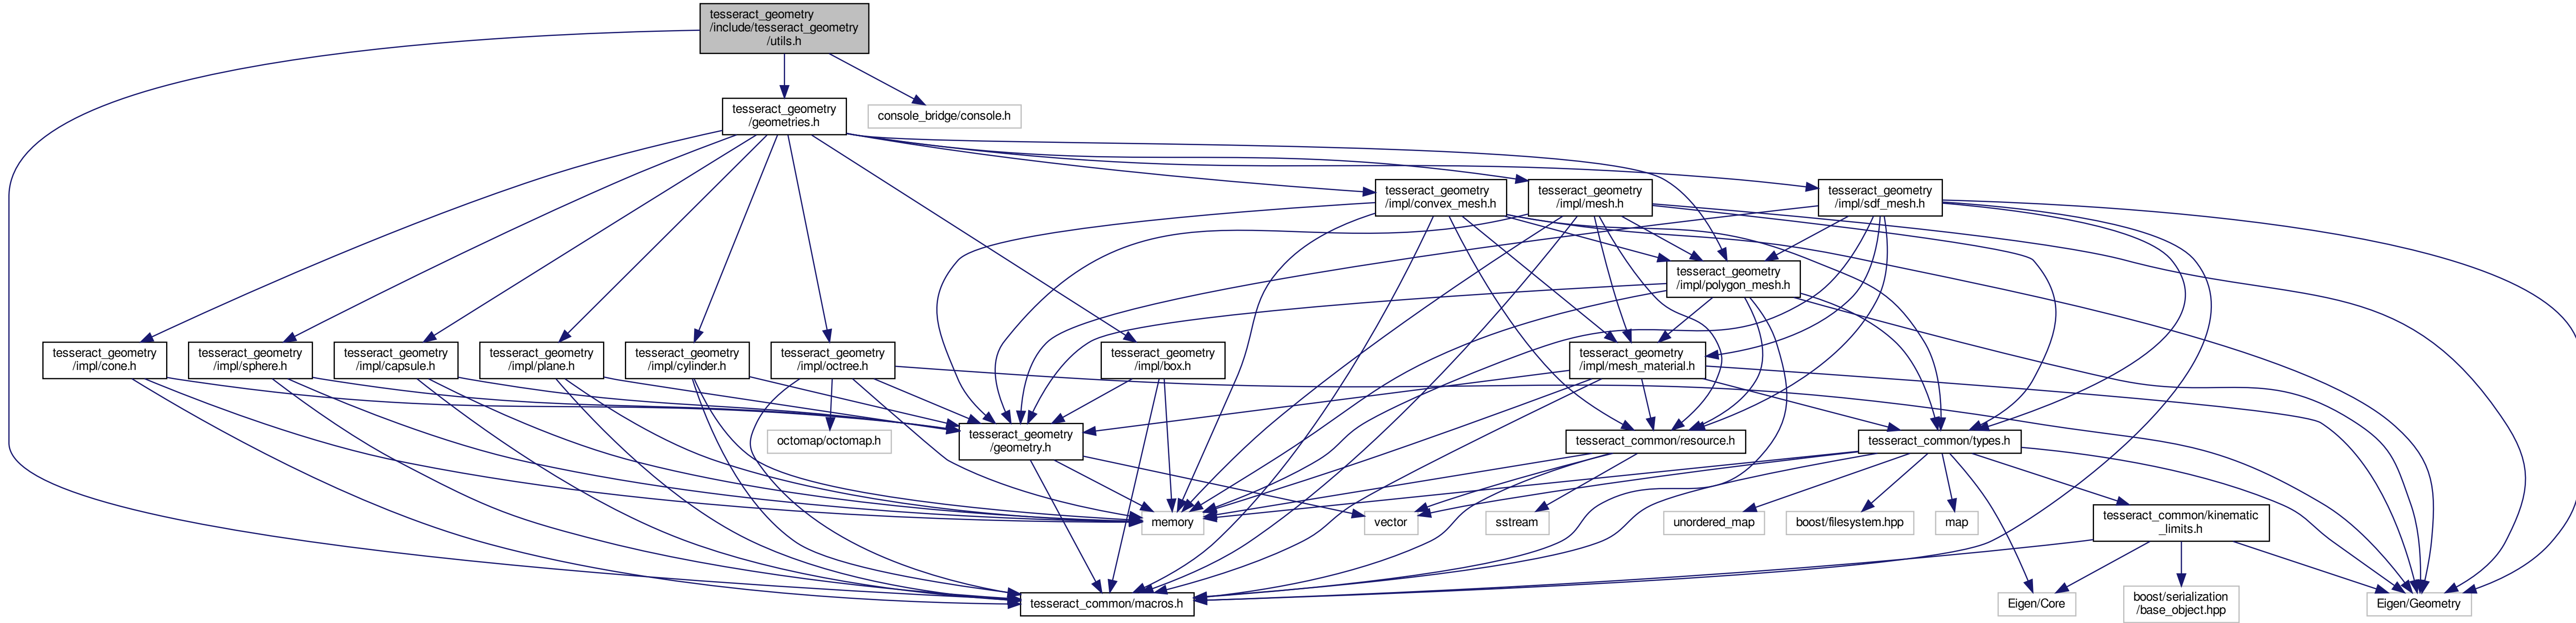 tesseract_geometry
/include/tesseract_geometry
/utils.h
tesseract_geometry
/geometries.h
console_bridge/console.h
tesseract_geometry
/impl/convex_mesh.h
tesseract_geometry
/impl/mesh.h
tesseract_geometry
/impl/sdf_mesh.h
tesseract_geometry
/impl/polygon_mesh.h
tesseract_geometry
/impl/cone.h
tesseract_geometry
/impl/sphere.h
tesseract_geometry
/impl/capsule.h
tesseract_geometry
/impl/plane.h
tesseract_geometry
/impl/cylinder.h
tesseract_geometry
/impl/octree.h
tesseract_geometry
/impl/box.h
tesseract_geometry
/impl/mesh_material.h
octomap/octomap.h
tesseract_geometry
/geometry.h
tesseract_common/resource.h
tesseract_common/types.h
memory
vector
sstream
unordered_map
boost/filesystem.hpp
map
tesseract_common/kinematic
_limits.h
tesseract_common/macros.h
Eigen/Core
boost/serialization
/base_object.hpp
Eigen/Geometry